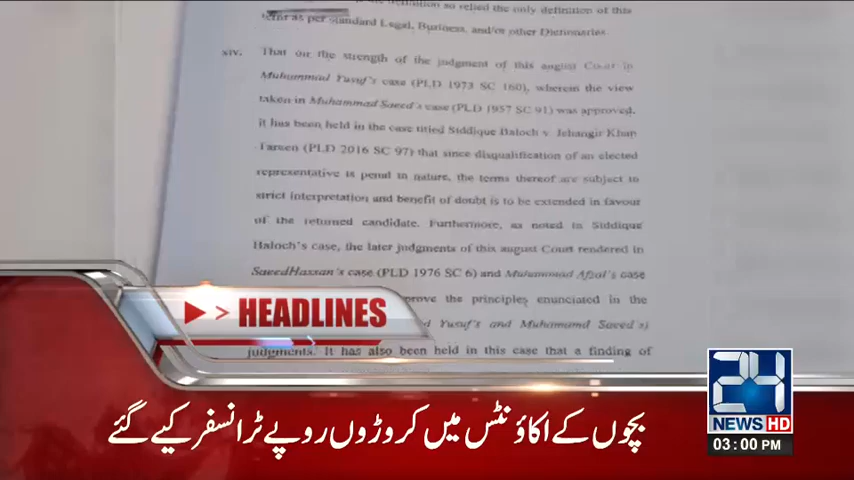 definition so relied the only definition of this
term as per Standard Legal, Business, and/or other Dictionaries.
xiv. That on the strength of the judgment of this august Court in
Muhammad Yusuf's case (PLD 1973 SC 160), wherein the view
taken in Muhammad Saeed's case (PLD 1957 SC 91) was approved,
it has been held in the case titled Siddique Baloch v. Jehangir Khan
Tareen (PLD 2016 SC 97) that since disqualification of an elected
representative is penal in nature, the terms thereof are subject to
strict interpretation and benefit of doubt is to be extended in favour
of the returned candidate. Furthermore, as noted in Siddique
Baloch's case, the later judgments of this august Court rendered in
SaeedHassan's case (PLD 1976 SC 6) and Muhammad Afzal's case
prove the principles enunciated in the
d Yusuf's and Muhamumd Saeed's)
judgments. It has also been held in this case that a finding of
> HEADLINES
بچوں کے اکاؤنٹس میں کروڑوں روپے ٹرانسفر کیے گئے
24
NEWS HD
03:00 PM